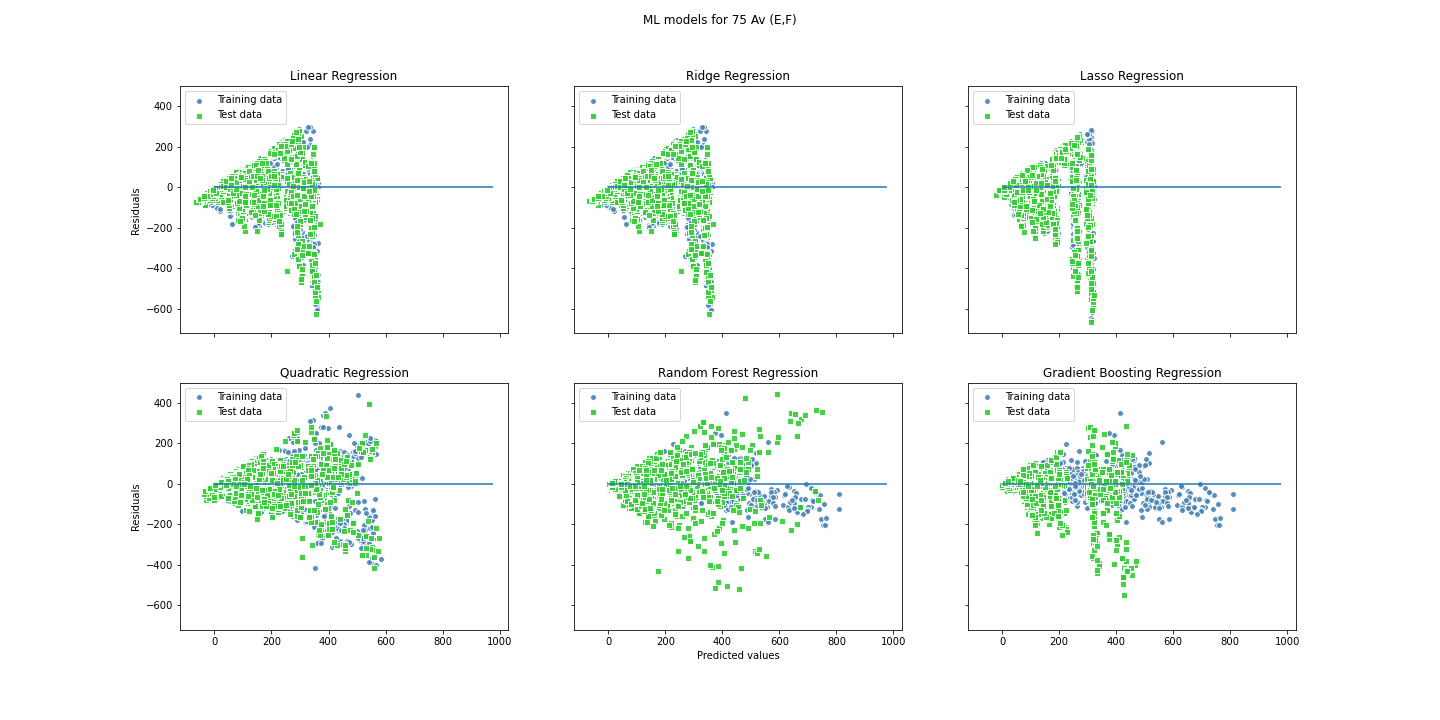 ML models for 75 Av (E,F)
Linear Regression
Training data
Test data
400
200
0
−200
−400
−600
Residuals
Ridge Regression
Training data
Test data
Lasso Regression
Training data
Test data
Quadratic Regression
Training data
Test data
400
200
0
−200
−400
−600
Residuals
0 200 400 600 800 1000
Random Forest Regression
Training data
Test data
0 200 400 600 800 1000
Predicted values
Gradient Boosting Regression
Training data
Test data
0 200 400 600 800 1000